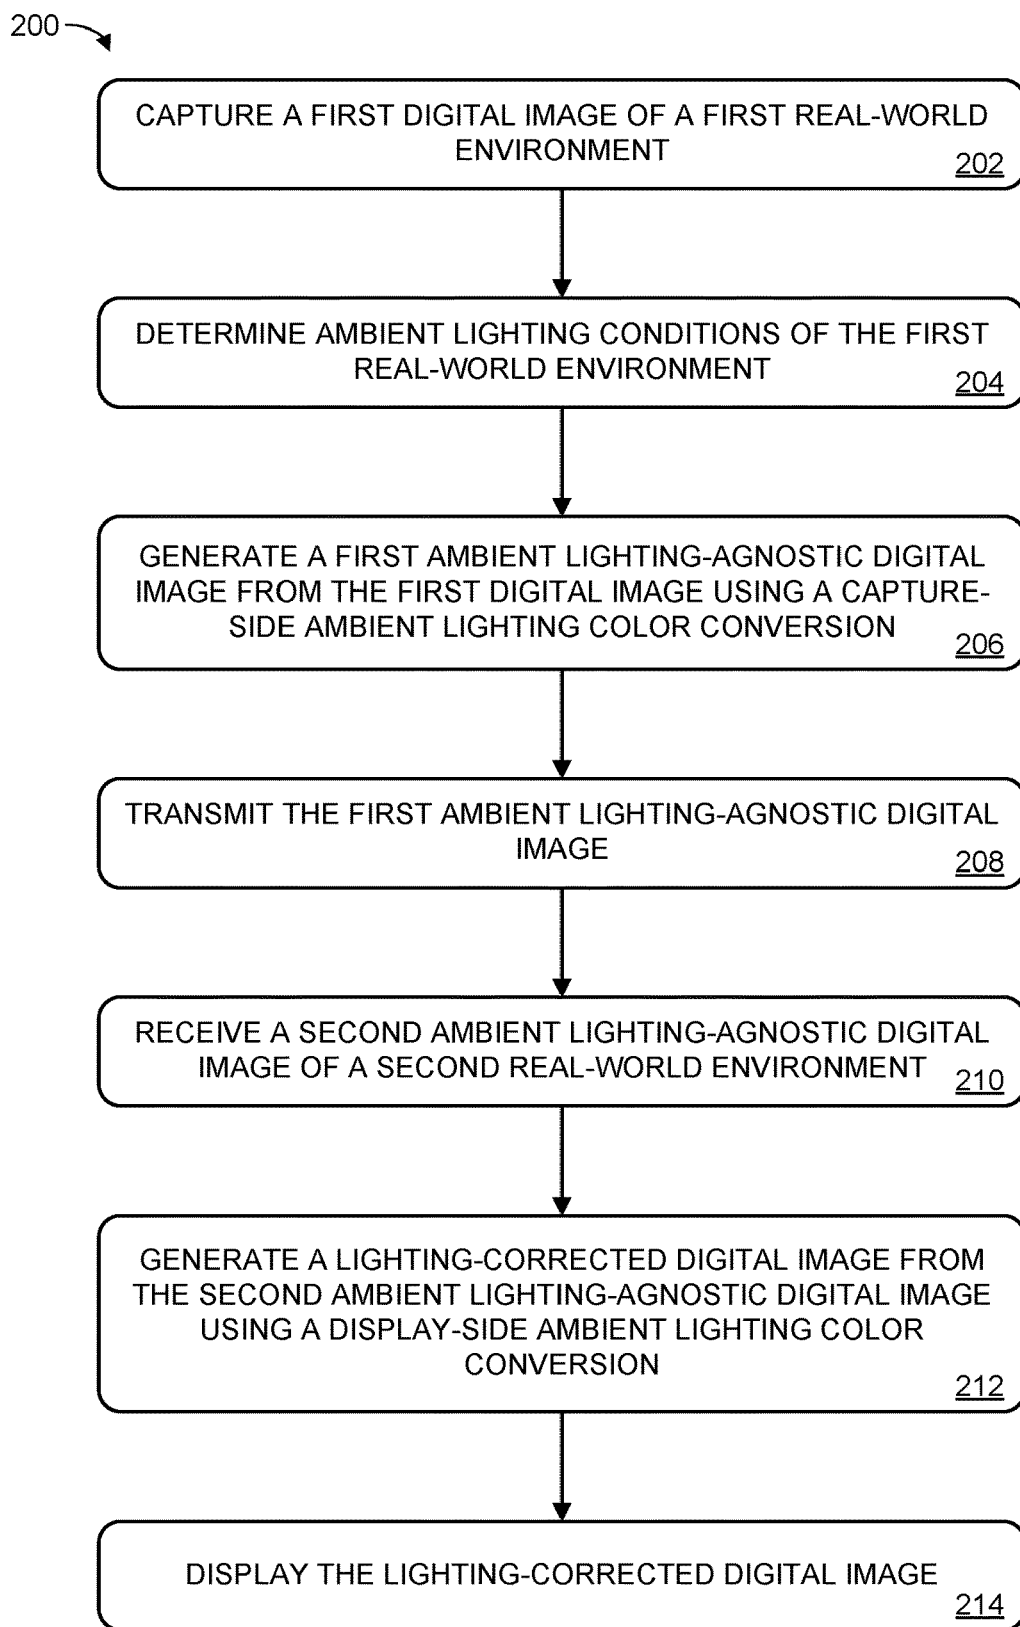 200
CAPTURE A FIRST DIGITAL IMAGE OF A FIRST REAL-WORLD
ENVIRONMENT
202
DETERMINE AMBIENT LIGHTING CONDITIONS OF THE FIRST
REAL-WORLD ENVIRONMENT
204
GENERATE A FIRST AMBIENT LIGHTING-AGNOSTIC DIGITAL
IMAGE FROM THE FIRST DIGITAL IMAGE USING A CAPTURE-
SIDE AMBIENT LIGHTING COLOR CONVERSION
206
TRANSMIT THE FIRST AMBIENT LIGHTING-AGNOSTIC DIGITAL
IMAGE
208
RECEIVE A SECOND AMBIENT LIGHTING-AGNOSTIC DIGITAL
IMAGE OF A SECOND REAL-WORLD ENVIRONMENT
210
GENERATE A LIGHTING-CORRECTED DIGITAL IMAGE FROM
THE SECOND AMBIENT LIGHTING-AGNOSTIC DIGITAL IMAGE
USING A DISPLAY-SIDE AMBIENT LIGHTING COLOR
CONVERSION
212
DISPLAY THE LIGHTING-CORRECTED DIGITAL IMAGE
214